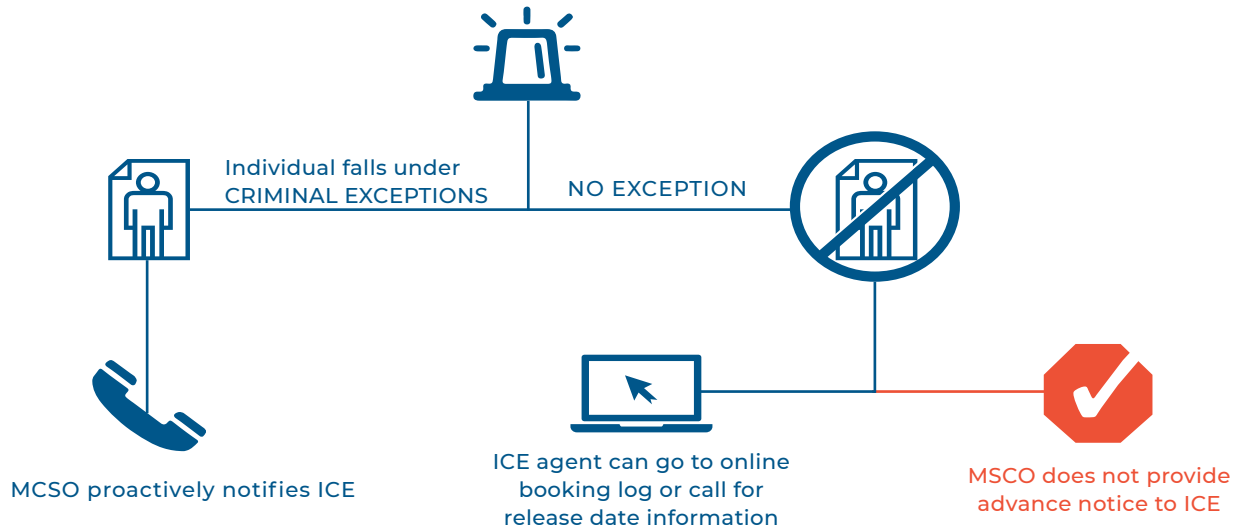 Individual falls under
CRIMINAL EXCEPTIONS
NO EXCEPTION
MCSO proactively notifies ICE
ICE agent can go to online
booking log or call for
release date information
MSCO does not provide
advance notice to ICE